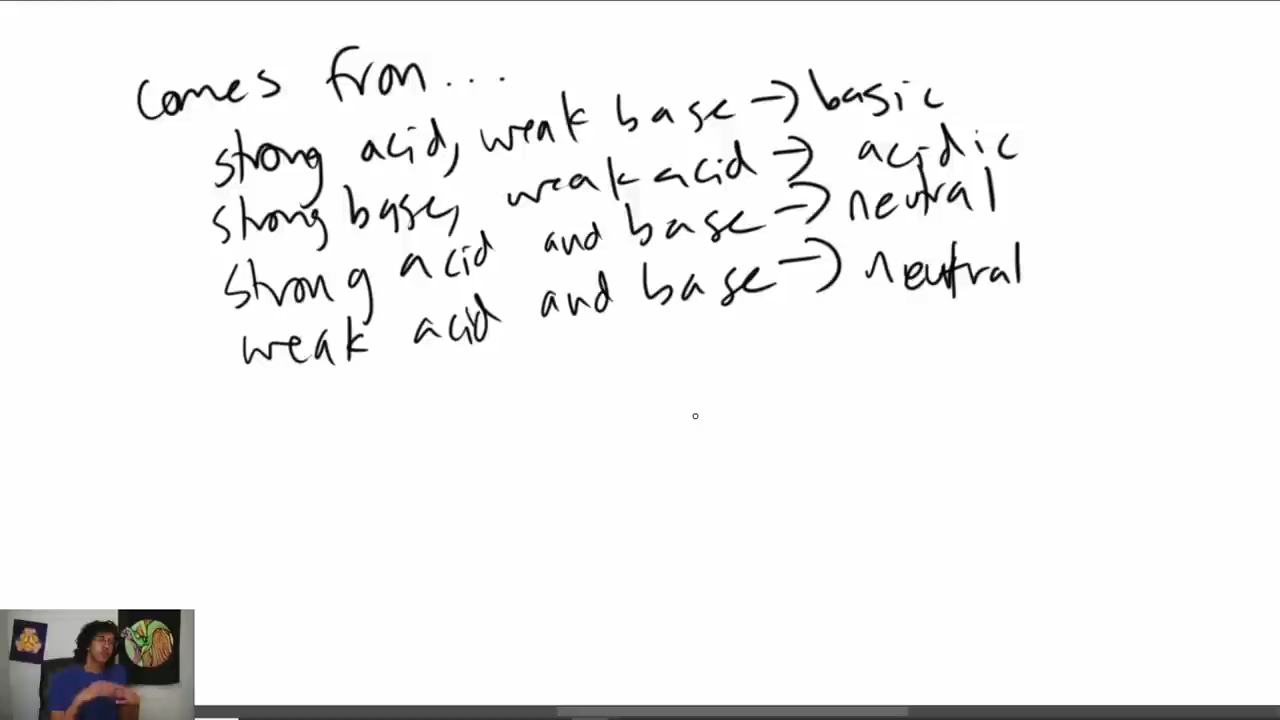 comes from...
strong acid, weak base → basic
strong base, weak acid → acidic
strong acid and base → neutral
weak acid and base → neutral